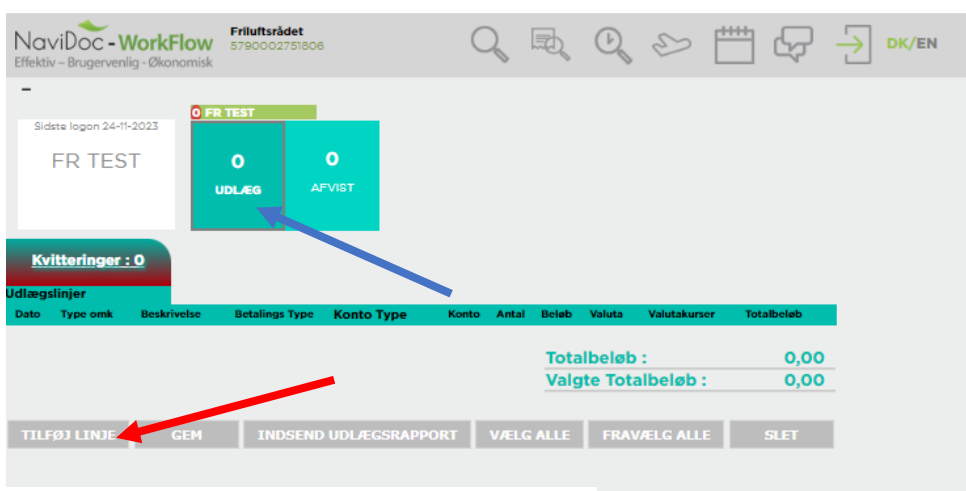 NaviDoc - WorkFlow
Effektiv – Brugervenlig - Økonomisk
Friluftsrådet
5790002751806
DK/EN
–
0 FR TEST
Sidste logon 24-11-2023
FR TEST
0
UDLÆG
0
AFVIST
Kvitteringer : 0
Udlægslinjer
Dato Type omk Beskrivelse Betalings Type Konto Type Konto Antal Beløb Valuta Valutakurser Totalbeløb
Totalbeløb : 0,00
Valgte Totalbeløb : 0,00
TILFØJ LINJE GEM INDSEND UDLÆGSRAPPORT VÆLG ALLE FRAVÆLG ALLE SLET